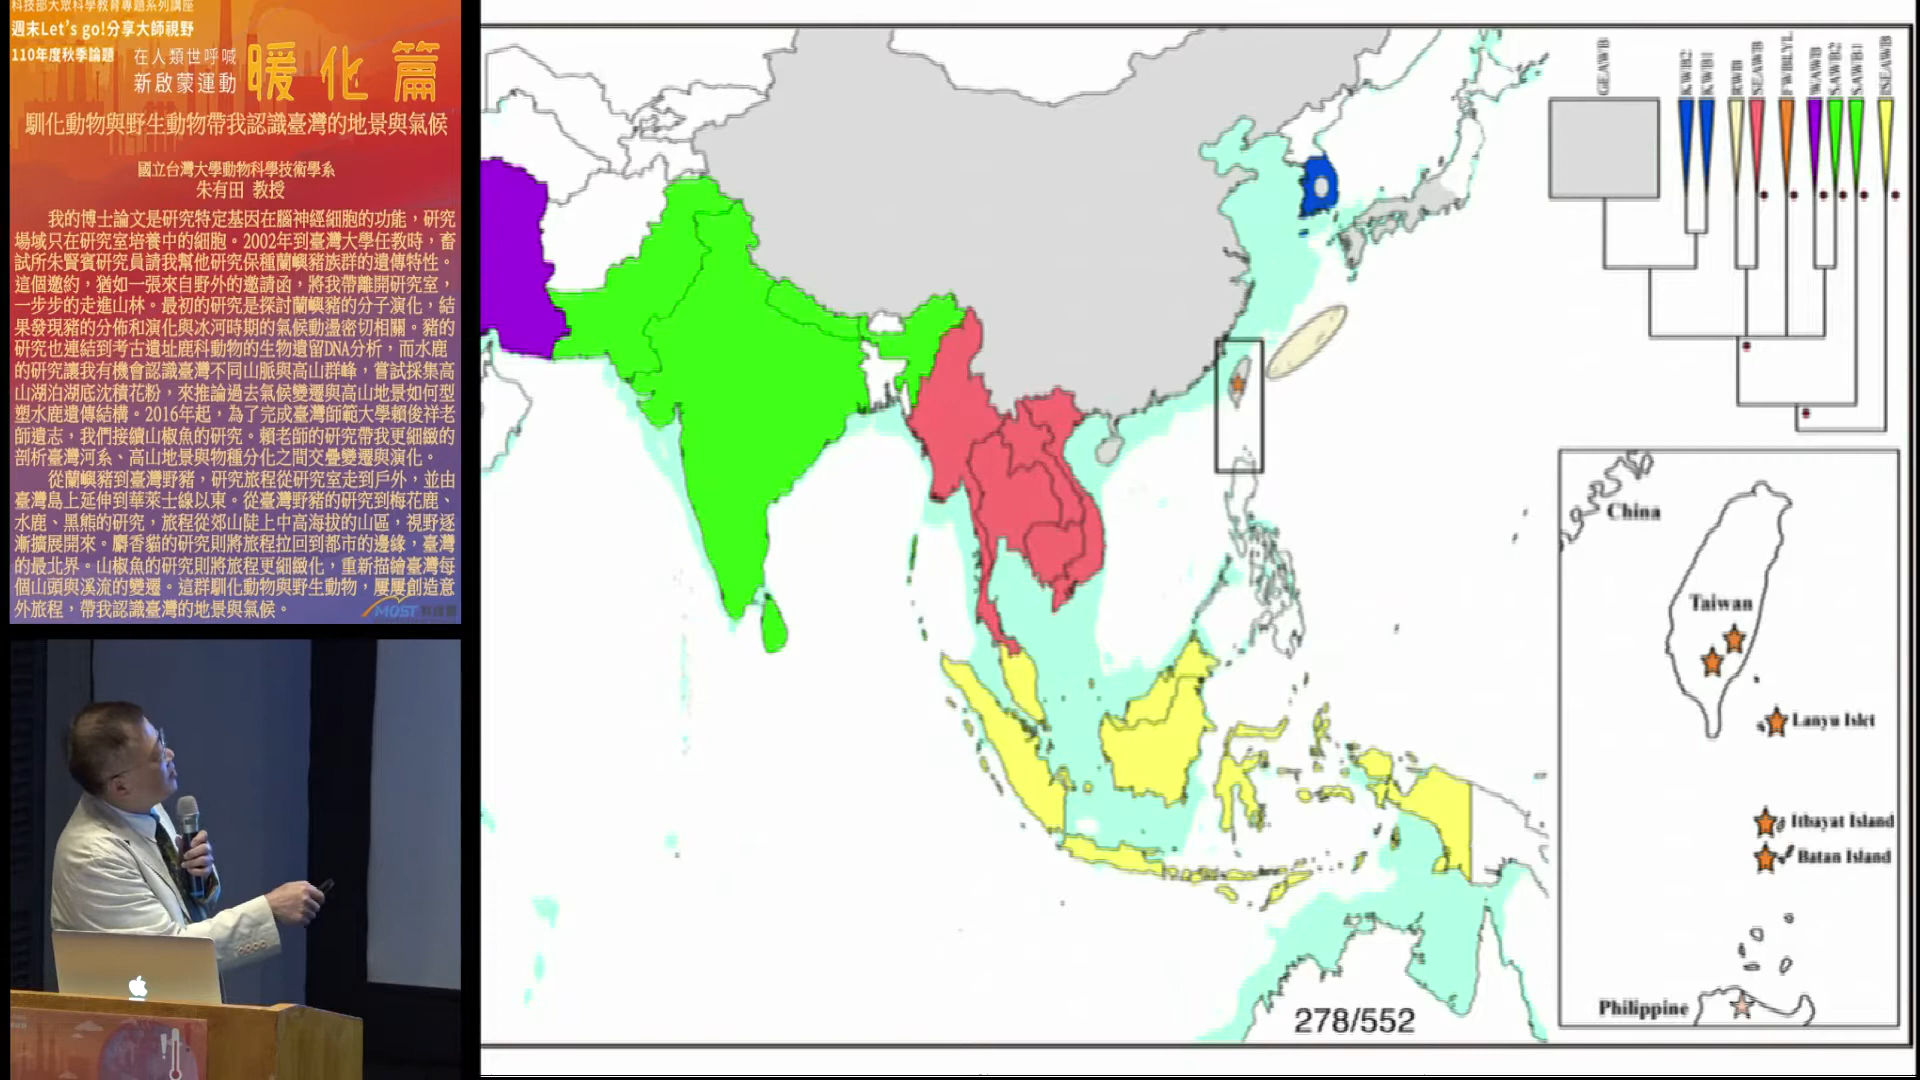 科技部大眾科學教育專題系列講座
週末Let's go!分享大師視野
110年度秋季論題
在人類世呼喊
新啟蒙運動
暖化篇
馴化動物與野生動物帶我認識臺灣的地景與氣候
國立台灣大學動物科學技術學系
朱有田 教授
我的博士論文是研究特定基因在腦神經細胞的功能，研究
場域只在研究室培養中的細胞。2002年到臺灣大學任教時，畜
試所朱賢賓研究員請我幫他研究保種蘭嶼豬族群的遺傳特性。
這個邀約，猶如一張來自野外的邀請函，將我帶離開研究室，
一步步的走進山林。最初的研究是探討蘭嶼豬的分子演化，結
果發現豬的分佈和演化與冰河時期的氣候動盪密切相關。豬的
研究也連結到考古遺址鹿科動物的生物遺留DNA分析，而水鹿
的研究讓我有機會認識臺灣不同山脈與高山群峰，嘗試採集高
山湖泊湖底沈積花粉，來推論過去氣候變遷與高山地景如何型
塑水鹿遺傳結構。2016年起，為了完成臺灣師範大學賴俊祥老
師遺志，我們接續山椒魚的研究。賴老師的研究帶我更細緻的
剖析臺灣河系、高山地景與物種分化之間交疊變遷與演化。
從蘭嶼豬到臺灣野豬，研究旅程從研究室走到戶外，並由
臺灣島上延伸到華萊士線以東。從臺灣野豬的研究到梅花鹿、
水鹿、黑熊的研究，旅程從郊山陡上中高海拔的山區，視野逐
漸擴展開來。麝香貓的研究則將旅程拉回到都市的邊緣，臺灣
的最北界。山椒魚的研究則將旅程更細緻化，重新描繪臺灣每
個山頭與溪流的變遷。這群馴化動物與野生動物，屢屢創造意
外旅程，帶我認識臺灣的地景與氣候。
MOST 科技部
GEAWB
KWB2
KWB1
RWB
SEAWB
FWBLYL
WAWB
SAWB2
SAWB1
ISEAWB
China
Taiwan
Lanyu Islet
Itbayat Island
Batan Island
Philippine
278/552